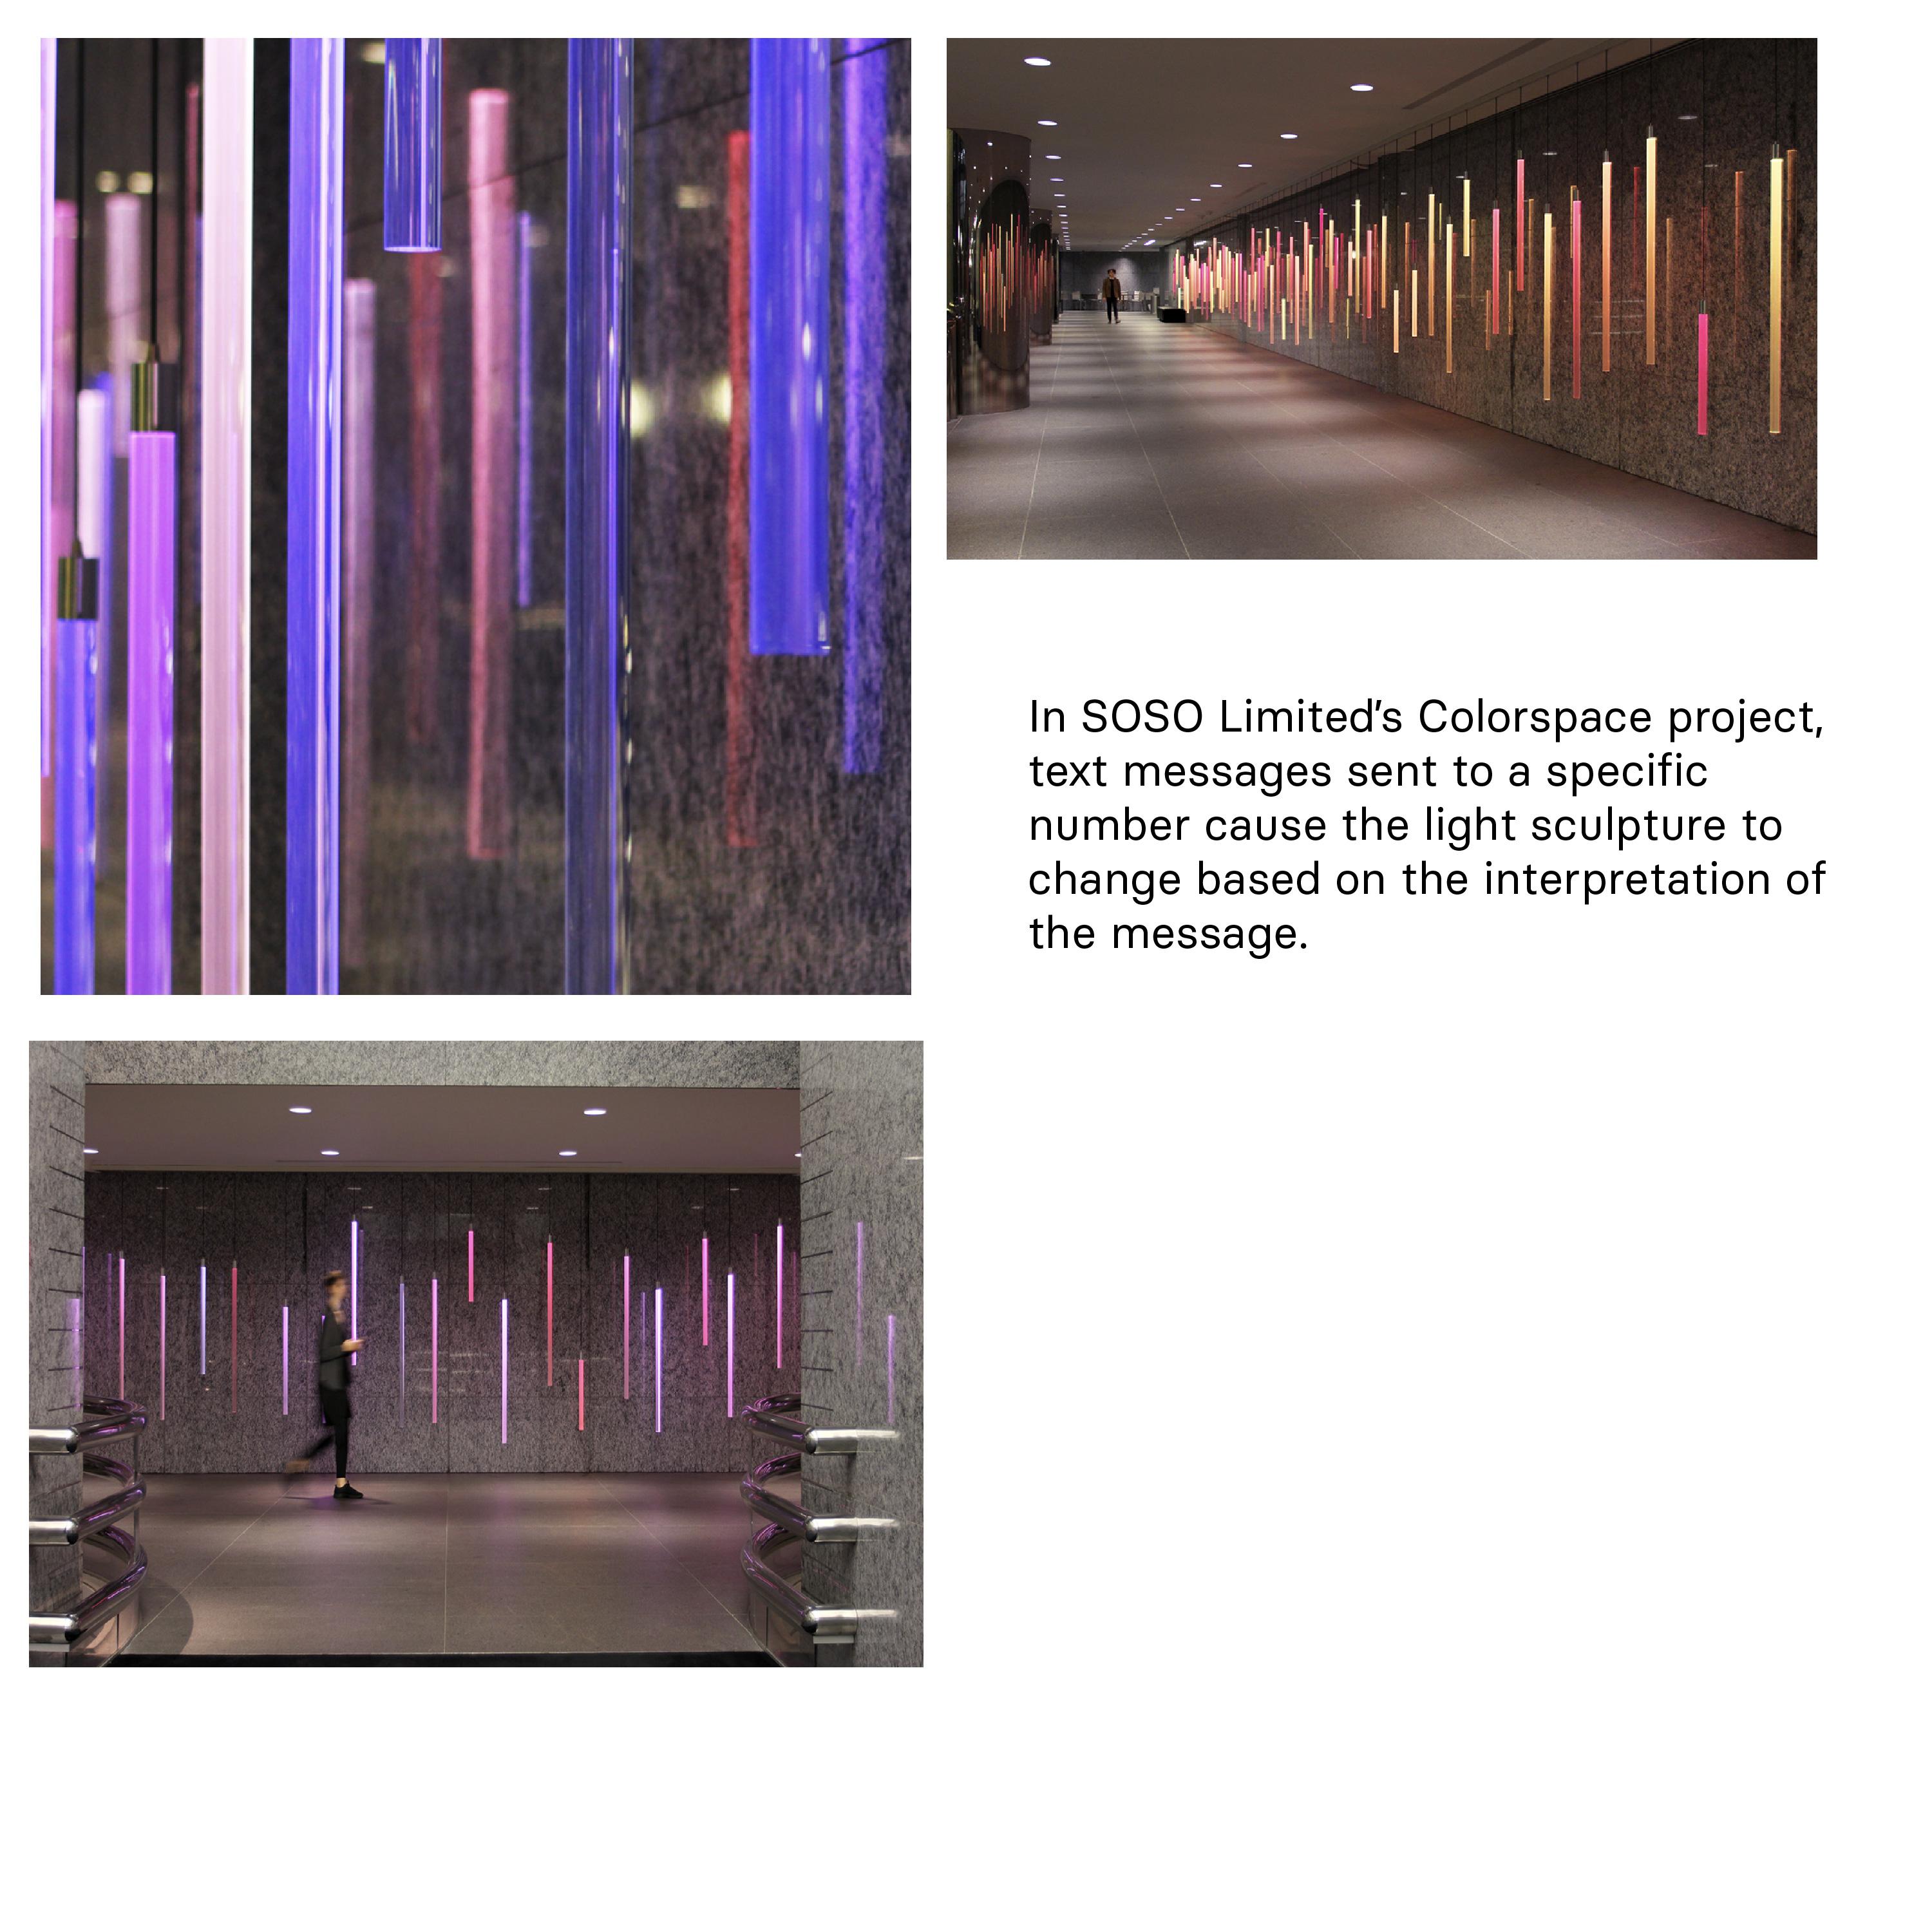 In SOSO Limited’s Colorspace project,
text messages sent to a specific
number cause the light sculpture to
change based on the interpretation of
the message.